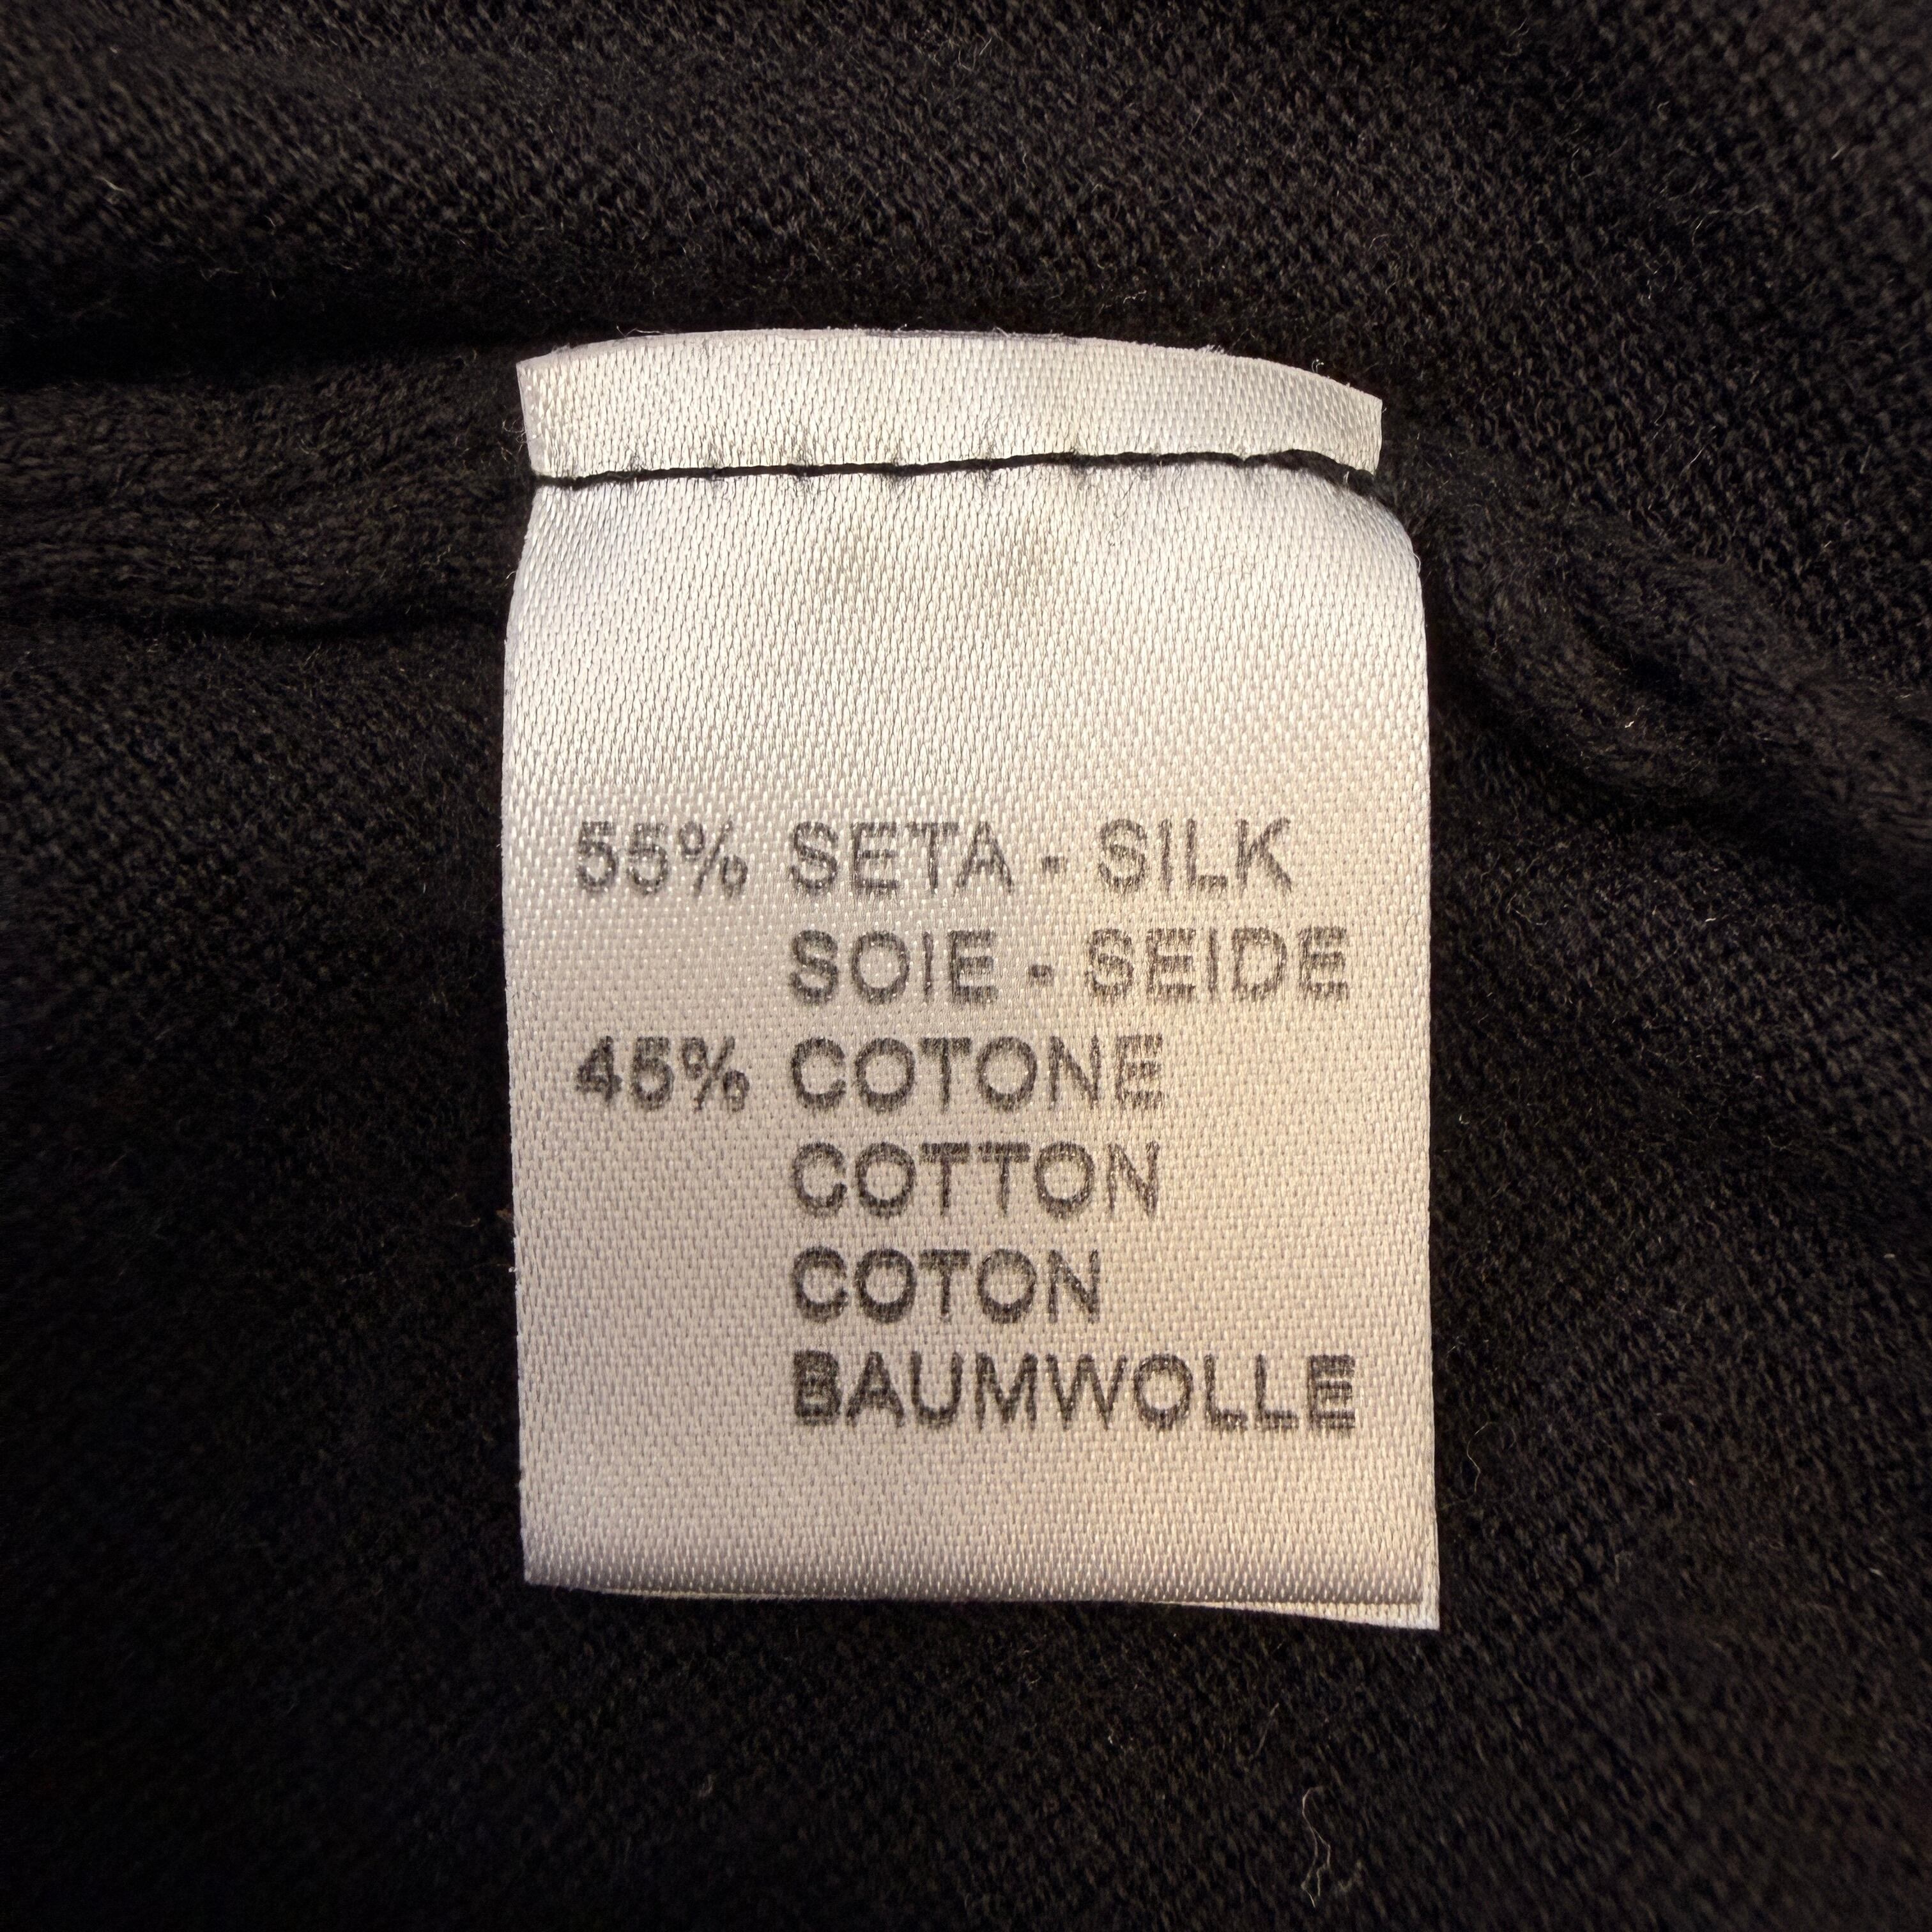 55% SETA - SILK
SOIE - SEIDE
45% COTONE
COTTON
COTON
BAUMWOLLE